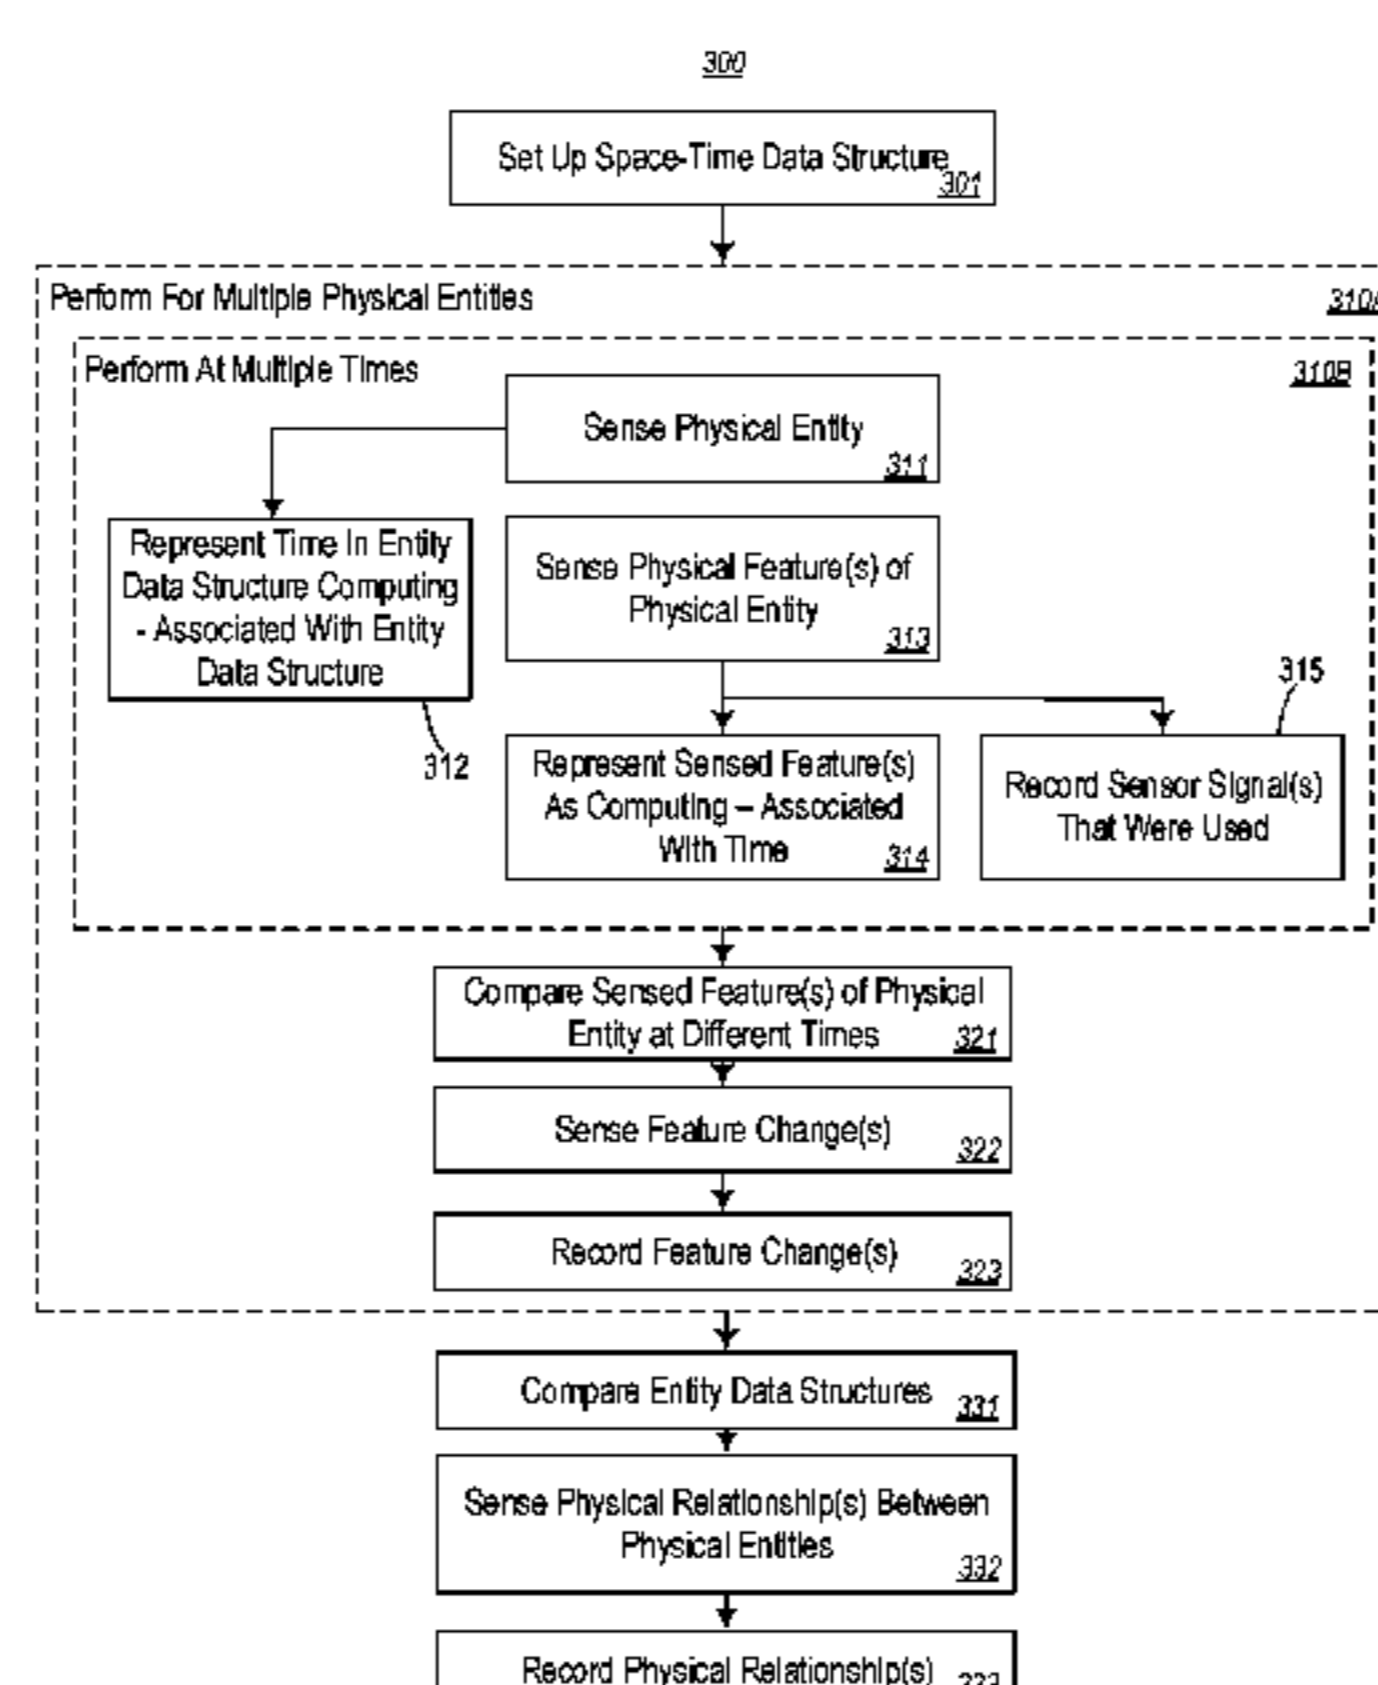 300
Set Up Space-Time Data Structure
301
Perform For Multiple Physical Entities
310A
Perform At Multiple Times
310B
Sense Physical Entity
311
Represent Time In Entity
Data Structure Computing
- Associated With Entity
Data Structure
312
Sense Physical Feature(s) of
Physical Entity
313
315
Represent Sensed Feature(s)
As Computing – Associated
With Time
314
Record Sensor Signal(s)
That Were Used
Compare Sensed Feature(s) of Physical
Entity at Different Times
321
Sense Feature Change(s)
322
Record Feature Change(s)
323
Compare Entity Data Structures
331
Sense Physical Relationship(s) Between
Physical Entities
332
Record Physical Relationship(s)
333